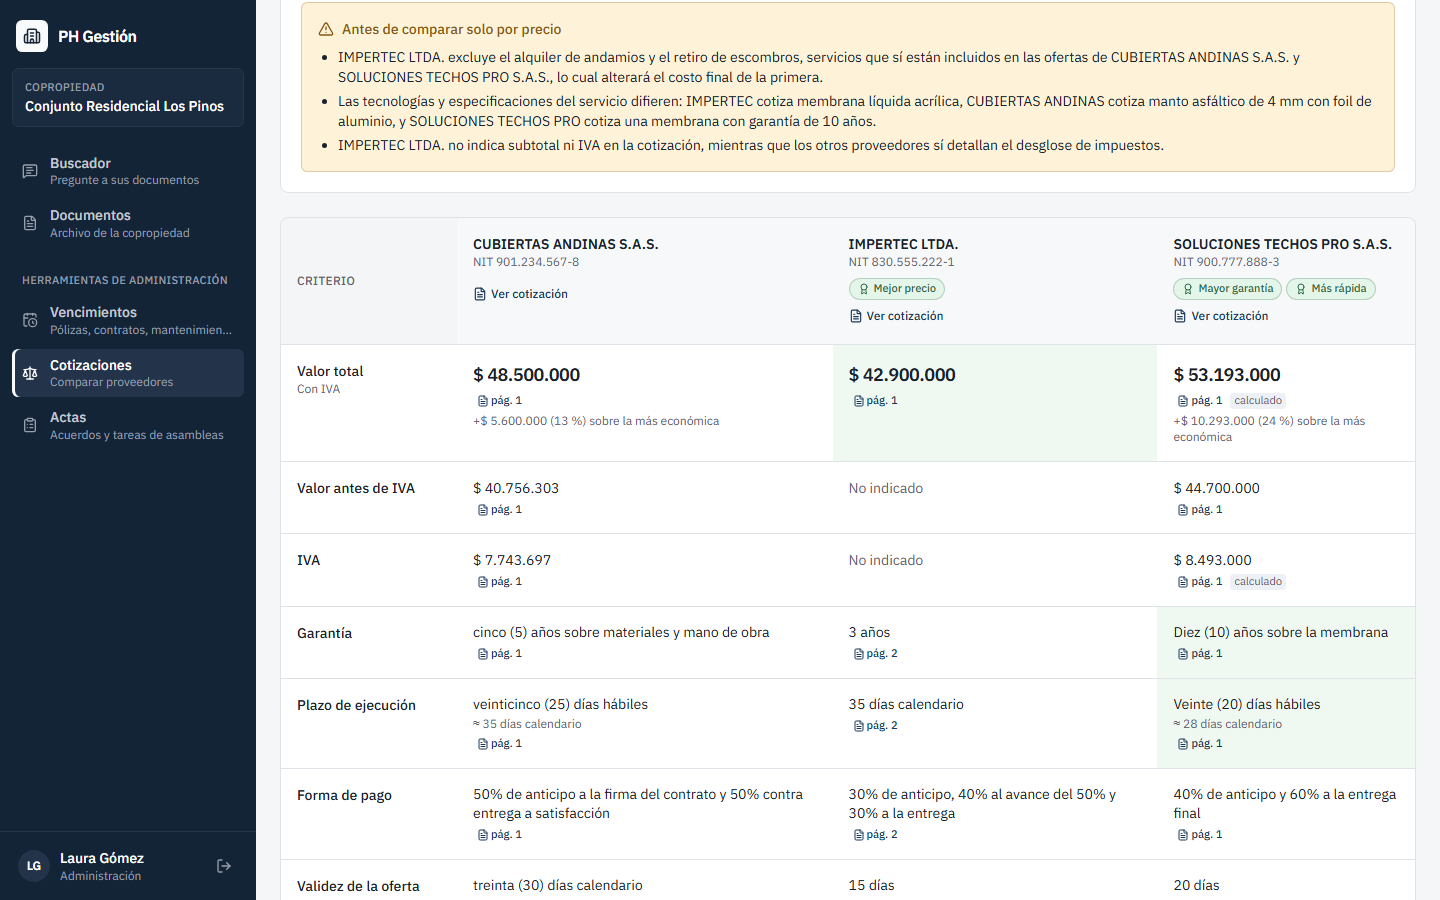 PH Gestión
COPROPIEDAD
Conjunto Residencial Los Pinos
Buscador
Pregunte a sus documentos
Documentos
Archivo de la copropiedad
HERRAMIENTAS DE ADMINISTRACIÓN
Vencimientos
Pólizas, contratos, mantenimien...
Cotizaciones
Comparar proveedores
Actas
Acuerdos y tareas de asambleas
LG
Laura Gómez
Administración
Antes de comparar solo por precio
• IMPERTEC LTDA. excluye el alquiler de andamios y el retiro de escombros, servicios que sí están incluidos en las ofertas de CUBIERTAS ANDINAS S.A.S. y
SOLUCIONES TECHOS PRO S.A.S., lo cual alterará el costo final de la primera.
• Las tecnologías y especificaciones del servicio difieren: IMPERTEC cotiza membrana líquida acrílica, CUBIERTAS ANDINAS cotiza manto asfáltico de 4 mm con foil de
aluminio, y SOLUCIONES TECHOS PRO cotiza una membrana con garantía de 10 años.
• IMPERTEC LTDA. no indica subtotal ni IVA en la cotización, mientras que los otros proveedores sí detallan el desglose de impuestos.
CRITERIO
CUBIERTAS ANDINAS S.A.S.
NIT 901.234.567-8
Ver cotización
IMPERTEC LTDA.
NIT 830.555.222-1
Mejor precio
Ver cotización
SOLUCIONES TECHOS PRO S.A.S.
NIT 900.777.888-3
Mayor garantía Más rápida
Ver cotización
Valor total
Con IVA
$ 48.500.000
pág. 1
+$ 5.600.000 (13 %) sobre la más económica
$ 42.900.000
pág. 1
$ 53.193.000
pág. 1 calculado
+$ 10.293.000 (24 %) sobre la más
económica
Valor antes de IVA
$ 40.756.303
pág. 1
No indicado
$ 44.700.000
pág. 1
IVA
$ 7.743.697
pág. 1
No indicado
$ 8.493.000
pág. 1 calculado
Garantía
cinco (5) años sobre materiales y mano de obra
pág. 1
3 años
pág. 2
Diez (10) años sobre la membrana
pág. 1
Plazo de ejecución
veinticinco (25) días hábiles
≈ 35 días calendario
pág. 1
35 días calendario
pág. 2
Veinte (20) días hábiles
≈ 28 días calendario
pág. 1
Forma de pago
50% de anticipo a la firma del contrato y 50% contra
entrega a satisfacción
pág. 1
30% de anticipo, 40% al avance del 50% y
30% a la entrega
pág. 2
40% de anticipo y 60% a la entrega
final
pág. 1
Validez de la oferta
treinta (30) días calendario
15 días
20 días